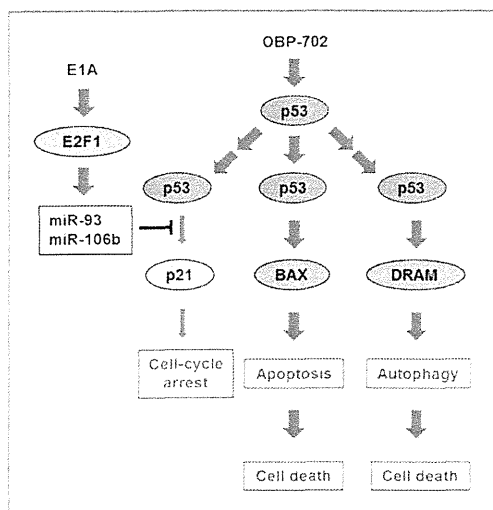 OBP-702
E1A
p53
E2F1
p53
p53
p53
miR-93
miR-106b
p21
BAX
DRAM
Cell-cycle
arrest
Apoptosis
Autophagy
Cell death
Cell death